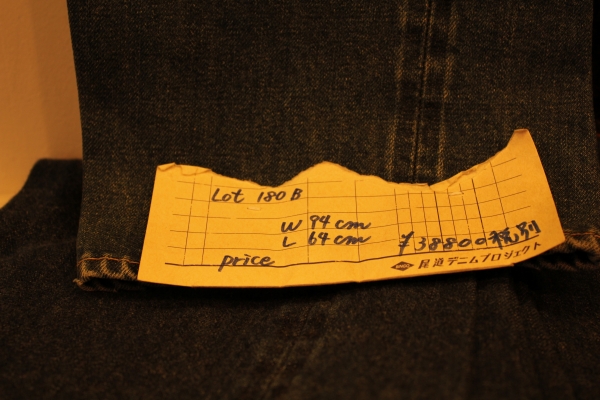 Lot 180 B
W 94 cm
L 64 cm
price ¥38800 税別
尾道デニムプロジェクト